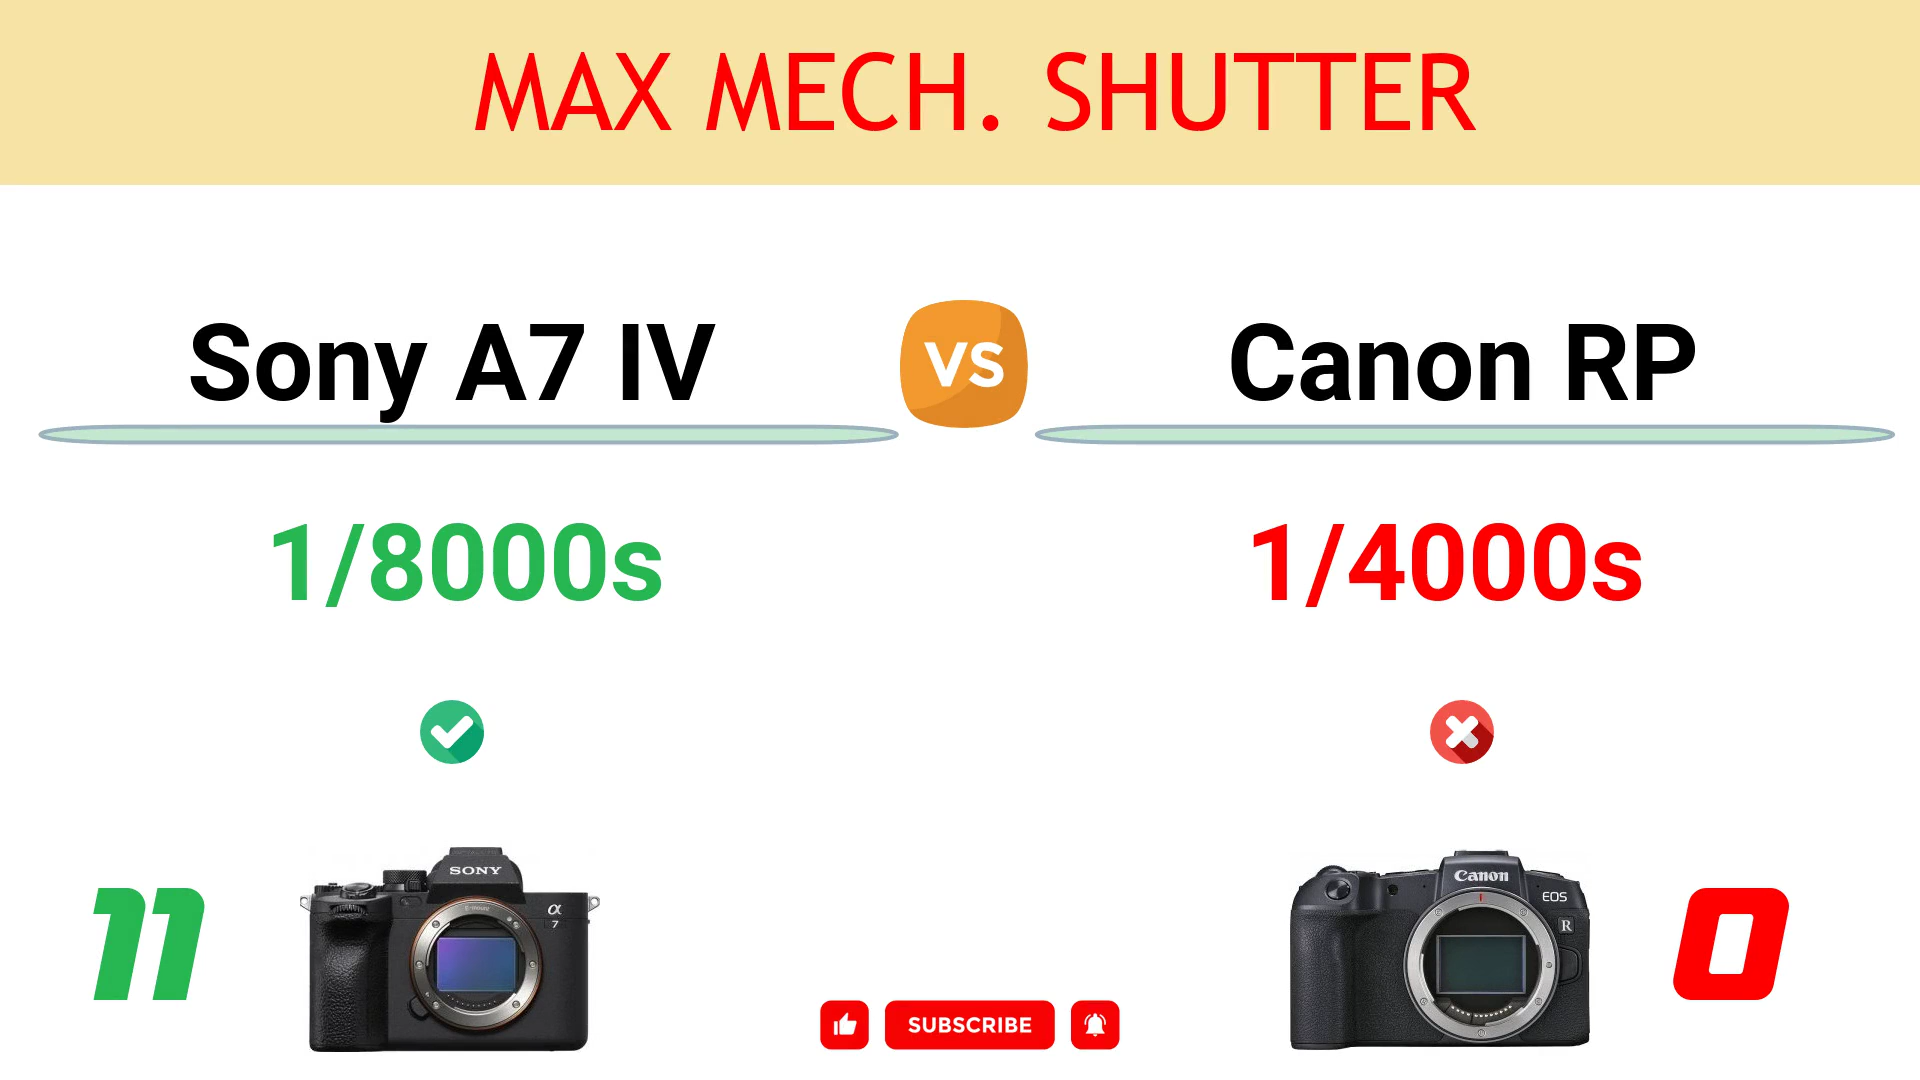 MAX MECH. SHUTTER
Sony A7 IV
VS
Canon RP
1/8000s
1/4000s
11
SONY
α
7
Canon
EOS
R
0
SUBSCRIBE